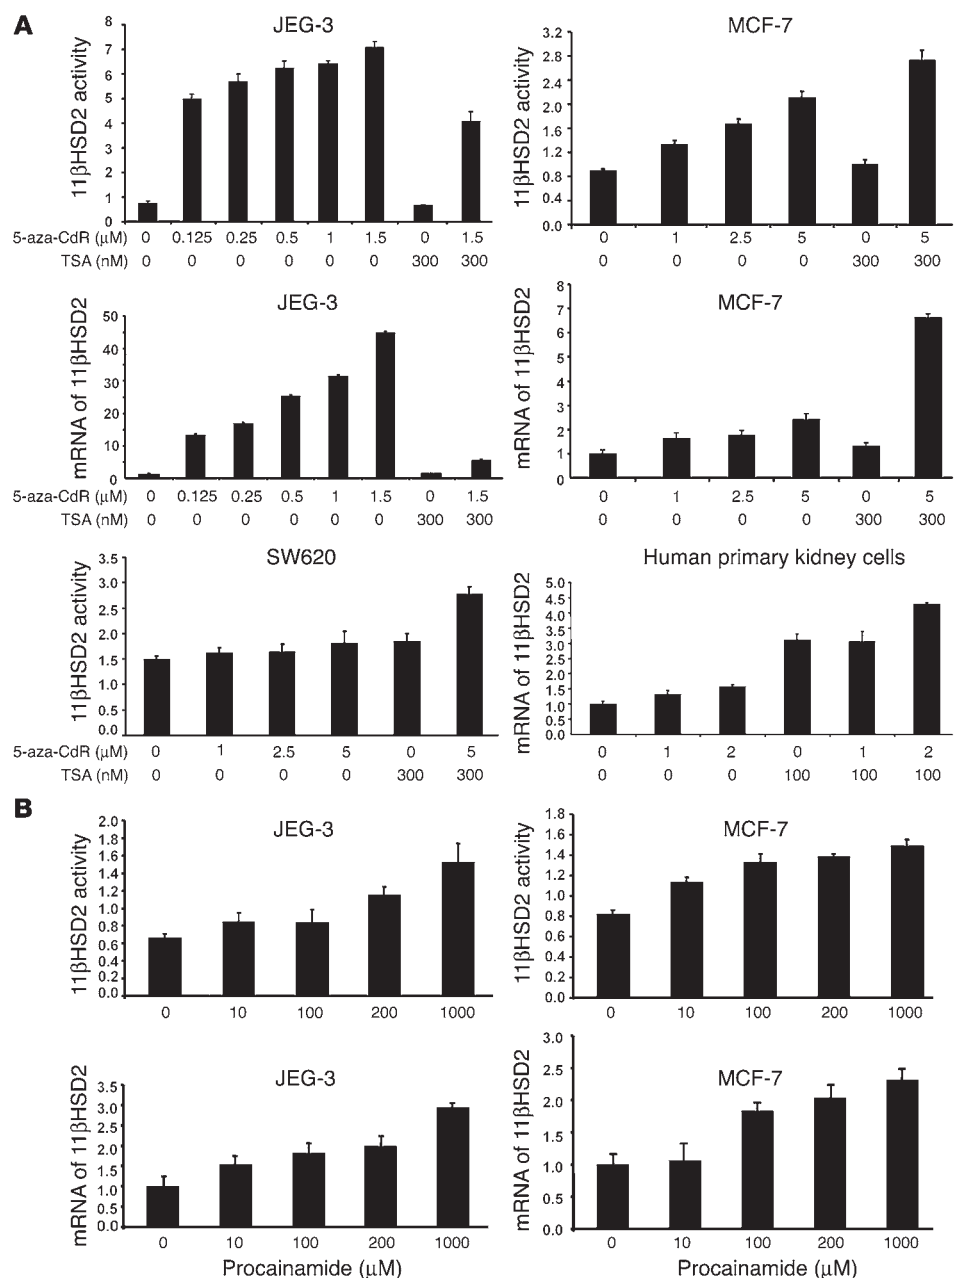 A
JEG-3
11βHSD2 activity
8
7
6
5
4
3
2
1
0
5-aza-CdR (μM) 0 0.125 0.25 0.5 1 1.5 0 1.5
TSA (nM) 0 0 0 0 0 0 300 300
MCF-7
11βHSD2 activity
3.2
2.8
2.4
2.0
1.6
1.2
0.8
0.4
0.0
0 1 2.5 5 0 5
0 0 0 0 300 300
JEG-3
mRNA of 11βHSD2
50
40
30
20
10
0
5-aza-CdR (μM) 0 0.125 0.25 0.5 1 1.5 0 1.5
TSA (nM) 0 0 0 0 0 0 300 300
MCF-7
mRNA of 11βHSD2
8
7
6
5
4
3
2
1
0
0 1 2.5 5 0 5
0 0 0 0 300 300
SW620
11βHSD2 activity
3.5
3.0
2.5
2.0
1.5
1.0
0.5
0.0
5-aza-CdR (μM) 0 1 2.5 5 0 5
TSA (nM) 0 0 0 0 300 300
Human primary kidney cells
mRNA of 11βHSD2
5.0
4.5
4.0
3.5
3.0
2.5
2.0
1.5
1.0
0.5
0.0
0 1 2 0 1 2
0 0 0 100 100 100
B
JEG-3
11βHSD2 activity
2.0
1.8
1.6
1.4
1.2
1.0
0.8
0.6
0.4
0.2
0.0
0 10 100 200 1000
MCF-7
11βHSD2 activity
1.8
1.6
1.4
1.2
1.0
0.8
0.6
0.4
0.2
0.0
0 10 100 200 1000
JEG-3
mRNA of 11βHSD2
3.5
3.0
2.5
2.0
1.5
1.0
0.5
0.0
0 10 100 200 1000
Procainamide (μM)
MCF-7
mRNA of 11βHSD2
3.0
2.5
2.0
1.5
1.0
0.5
0.0
0 10 100 200 1000
Procainamide (μM)